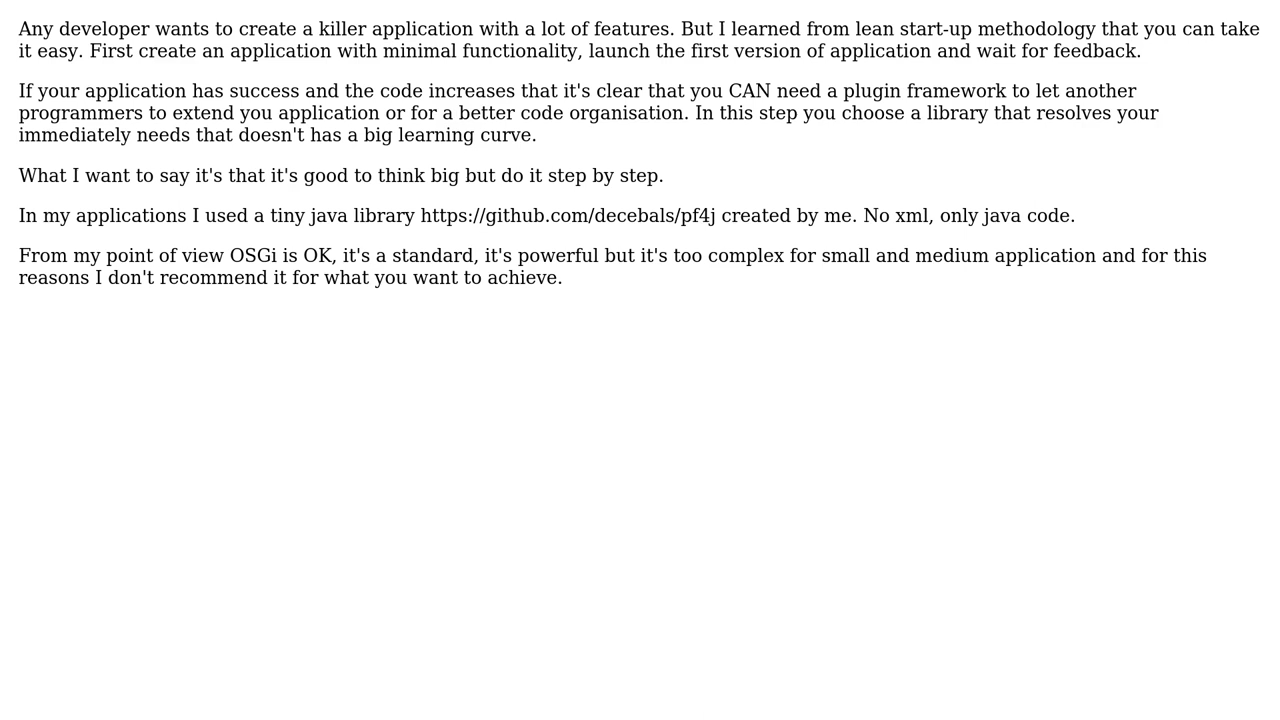 Any developer wants to create a killer application with a lot of features. But I learned from lean start-up methodology that you can take
it easy. First create an application with minimal functionality, launch the first version of application and wait for feedback.
If your application has success and the code increases that it's clear that you CAN need a plugin framework to let another
programmers to extend you application or for a better code organisation. In this step you choose a library that resolves your
immediately needs that doesn't has a big learning curve.
What I want to say it's that it's good to think big but do it step by step.
In my applications I used a tiny java library https://github.com/decebals/pf4j created by me. No xml, only java code.
From my point of view OSGi is OK, it's a standard, it's powerful but it's too complex for small and medium application and for this
reasons I don't recommend it for what you want to achieve.